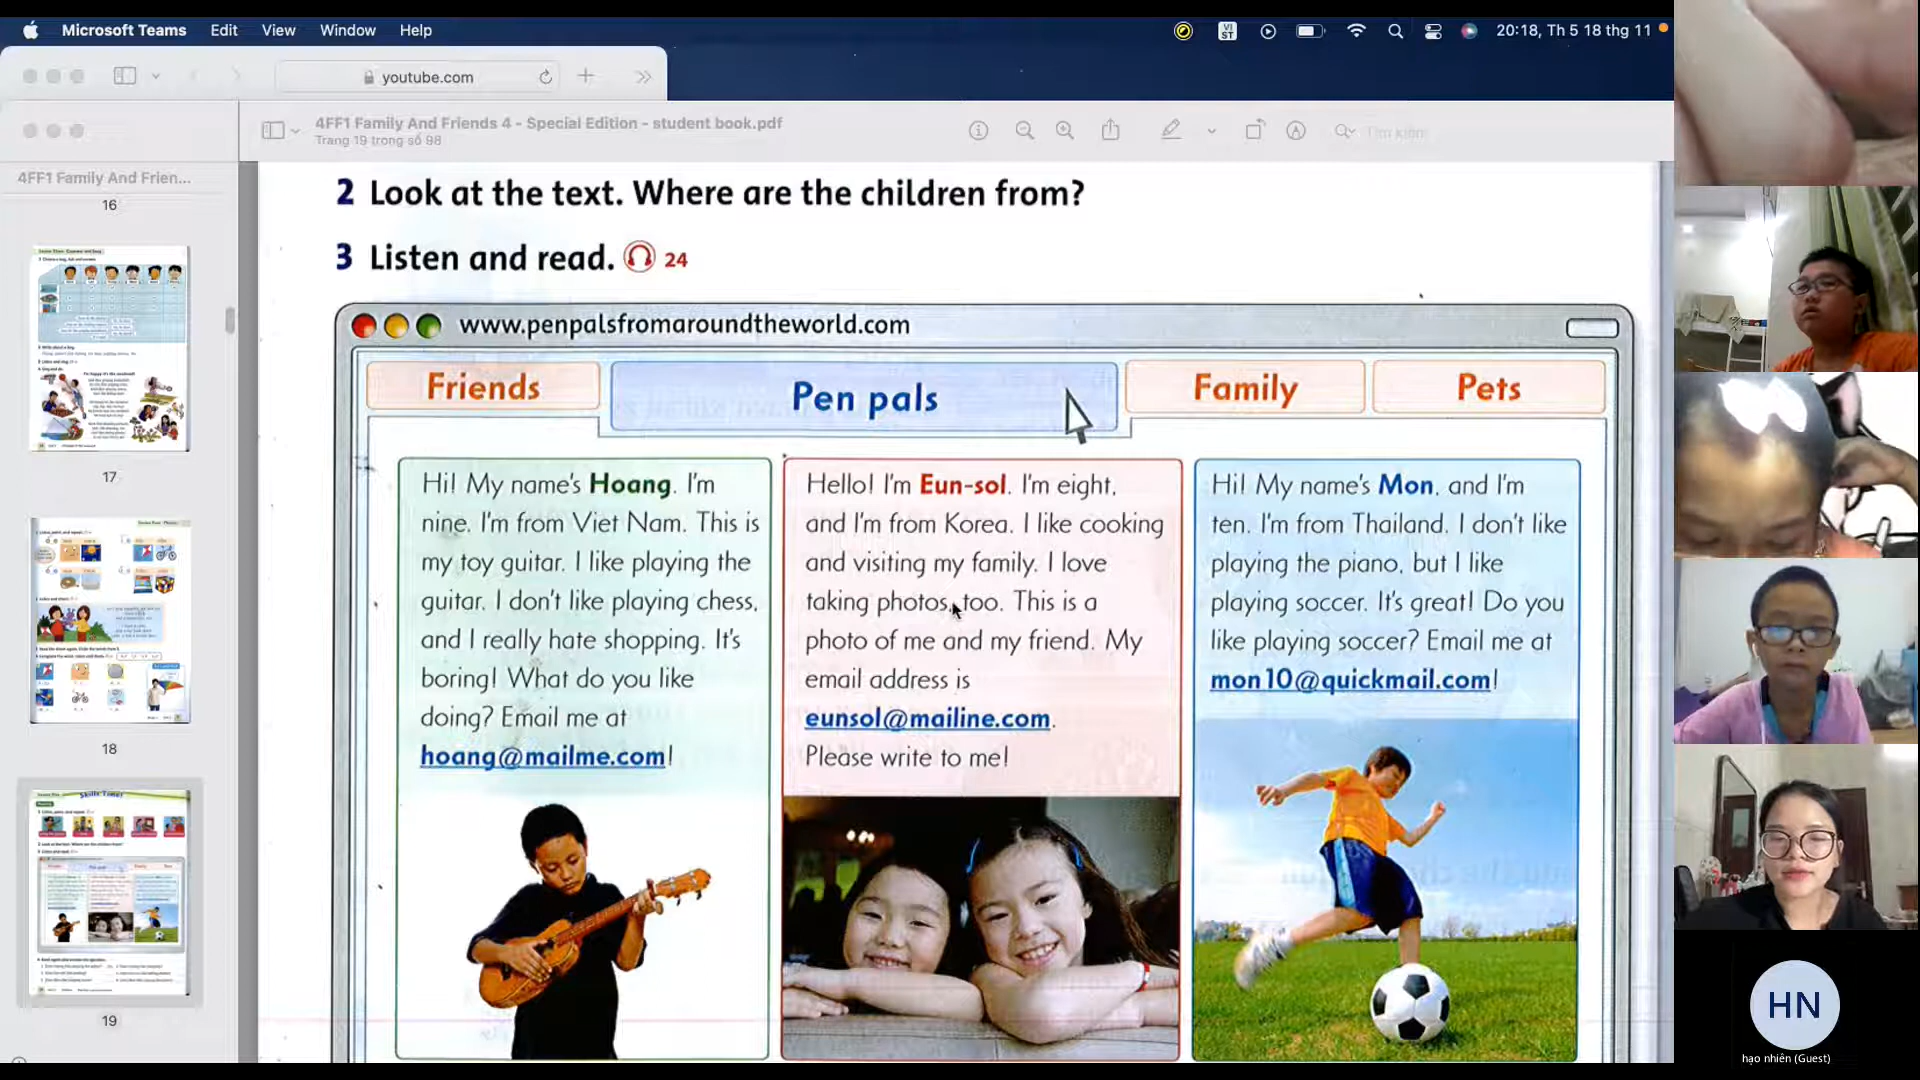 Microsoft Teams Edit View Window Help
VI
ST
20:18, Th 5 18 thg 11
youtube.com
4FF1 Family And Friends 4 - Special Edition - student book.pdf
Trang 19 trong số 98
Tìm kiếm
4FF1 Family And Frien...
16
17
18
Skills Time!
19
2 Look at the text. Where are the children from?
3 Listen and read. 24
www.penpalsfromaroundtheworld.com
Friends
Pen pals
Family
Pets
Hi! My name's Hoang. I'm
nine. I'm from Viet Nam. This is
my toy guitar. I like playing the
guitar. I don't like playing chess,
and I really hate shopping. It's
boring! What do you like
doing? Email me at
hoang@mailme.com!
Hello! I'm Eun-sol. I'm eight,
and I'm from Korea. I like cooking
and visiting my family. I love
taking photos, too. This is a
photo of me and my friend. My
email address is
eunsol@mailine.com.
Please write to me!
Hi! My name's Mon, and I'm
ten. I'm from Thailand. I don't like
playing the piano, but I like
playing soccer. It's great! Do you
like playing soccer? Email me at
mon10@quickmail.com!
HN
hạo nhiên (Guest)